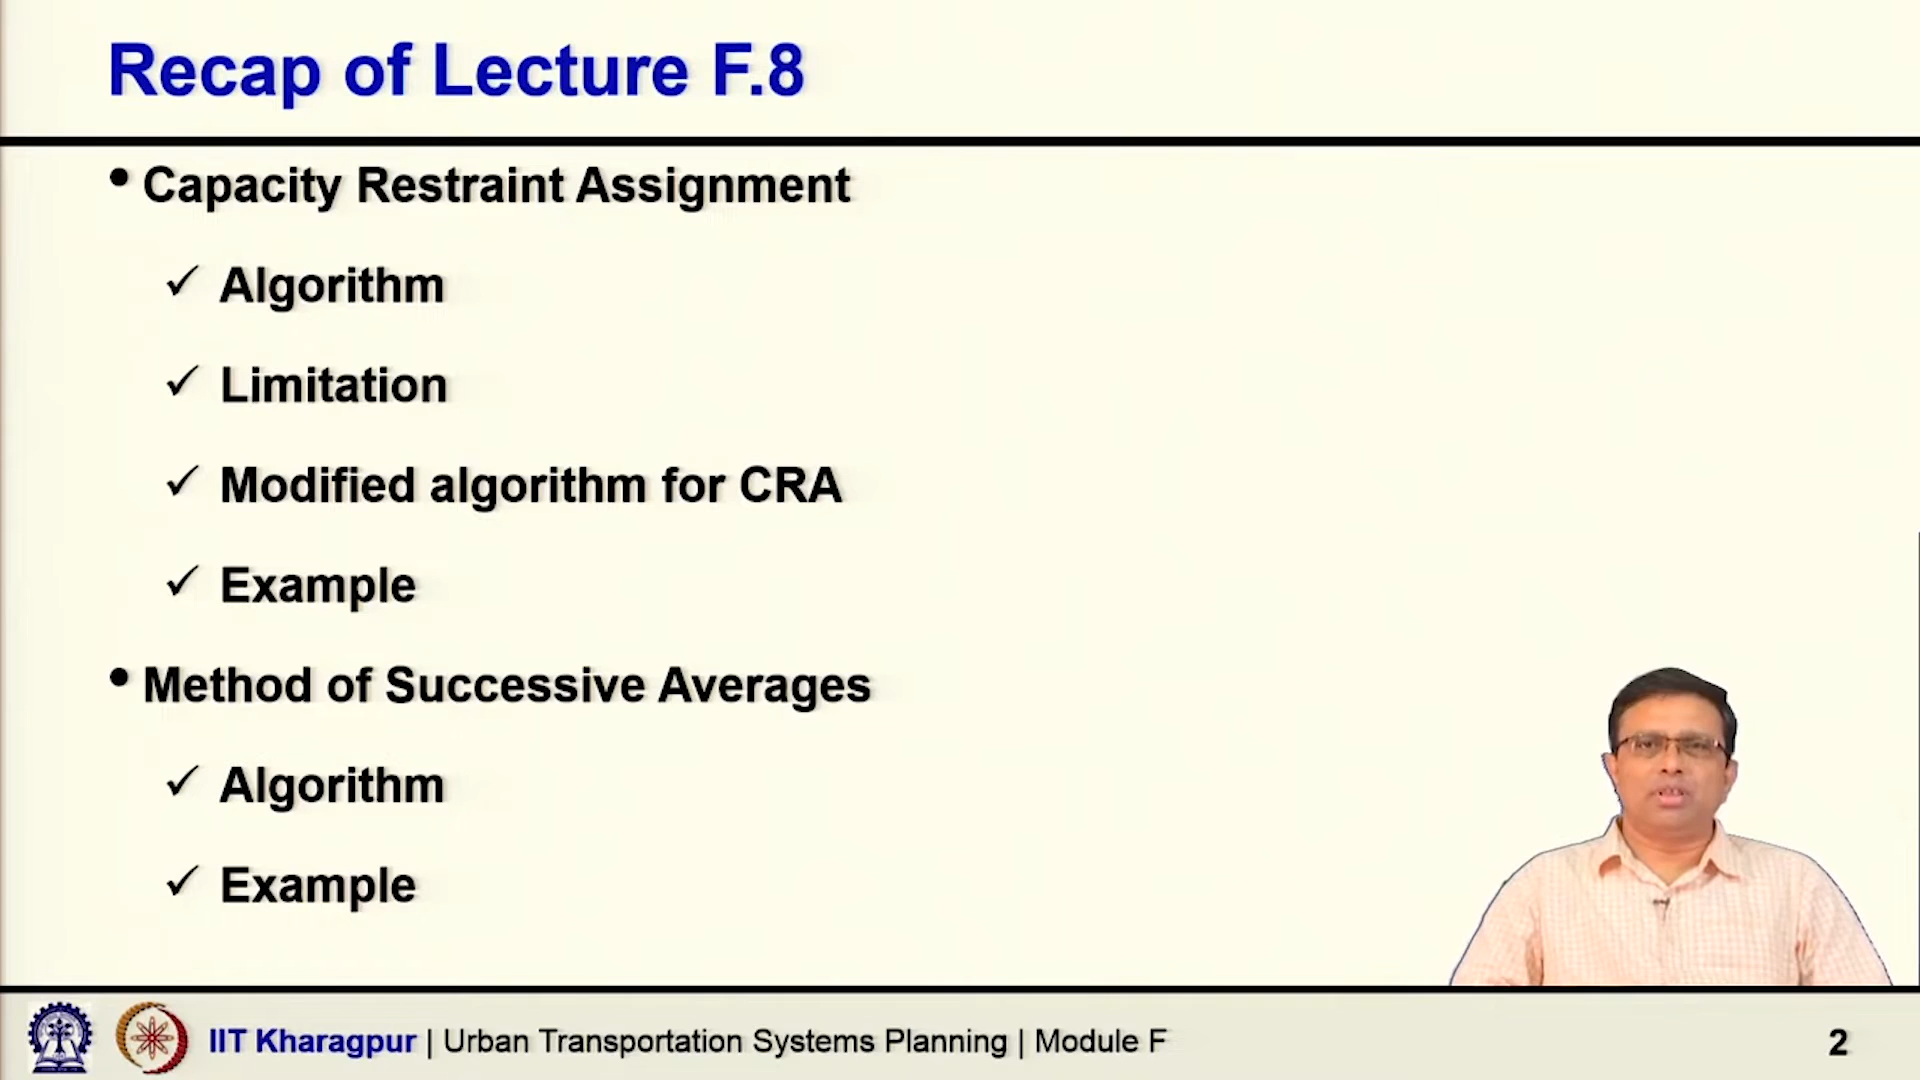 Recap of Lecture F.8
• Capacity Restraint Assignment
✓ Algorithm
✓ Limitation
✓ Modified algorithm for CRA
✓ Example
• Method of Successive Averages
✓ Algorithm
✓ Example
IIT Kharagpur | Urban Transportation Systems Planning | Module F
2